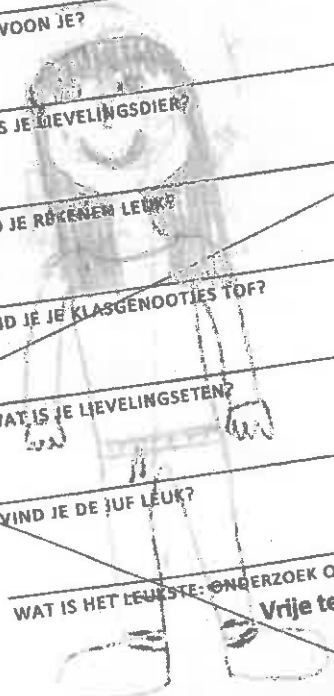 WOON JE?
S JE LIEVELINGSDIER?
D JE REKENEN LEUK?
ND JE JE KLASGENOOTJES TOF?
WAT IS JE LIEVELINGSETEN?
VIND JE DE JUF LEUK?
WAT IS HET LEUKSTE: ONDERZOEK O
Vrije te